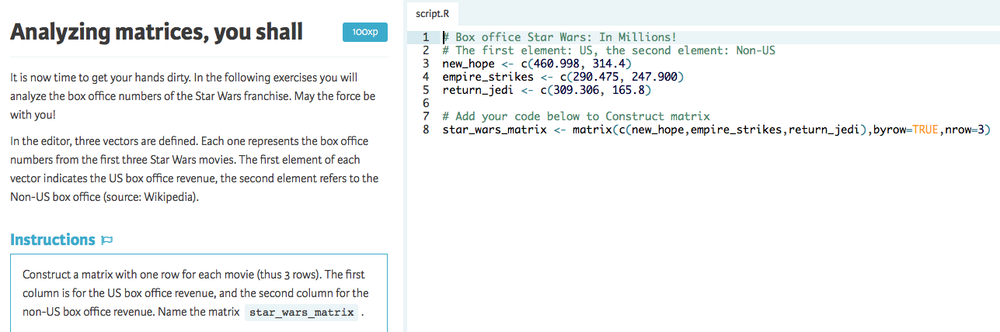 Analyzing matrices, you shall
100xp
It is now time to get your hands dirty. In the following exercises you will
analyze the box office numbers of the Star Wars franchise. May the force be
with you!
In the editor, three vectors are defined. Each one represents the box office
numbers from the first three Star Wars movies. The first element of each
vector indicates the US box office revenue, the second element refers to the
Non-US box office (source: Wikipedia).
Instructions
Construct a matrix with one row for each movie (thus 3 rows). The first
column is for the US box office revenue, and the second column for the
non-US box office revenue. Name the matrix star_wars_matrix .
script.R
1 # Box office Star Wars: In Millions!
2 # The first element: US, the second element: Non-US
3 new_hope <- c(460.998, 314.4)
4 empire_strikes <- c(290.475, 247.900)
5 return_jedi <- c(309.306, 165.8)
6
7 # Add your code below to Construct matrix
8 star_wars_matrix <- matrix(c(new_hope,empire_strikes,return_jedi),byrow=TRUE,nrow=3)